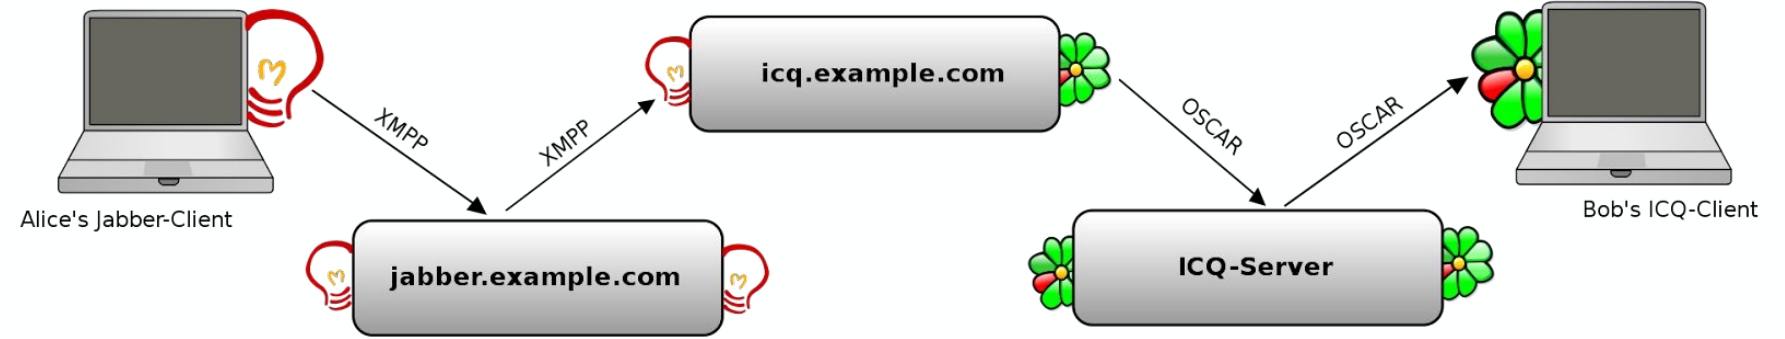 Alice's Jabber-Client
XMPP
jabber.example.com
XMPP
icq.example.com
OSCAR
ICQ-Server
OSCAR
Bob's ICQ-Client